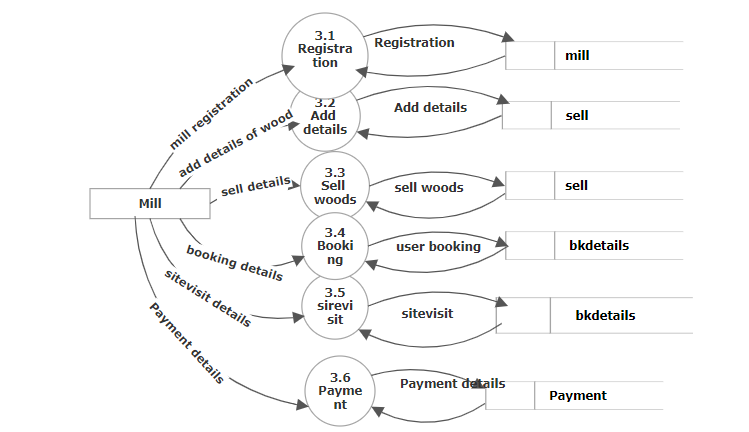 3.1
Registra
tion
Registration
mill
mill registration
3.2
Add
details
Add details
sell
add details of wood
3.3
Sell
woods
sell woods
sell
sell details
Mill
3.4
Booki
ng
user booking
bkdetails
booking details
3.5
sirevi
sit
sitevisit
bkdetails
sitevisit details
3.6
Payme
nt
Payment details
Payment
Payment details